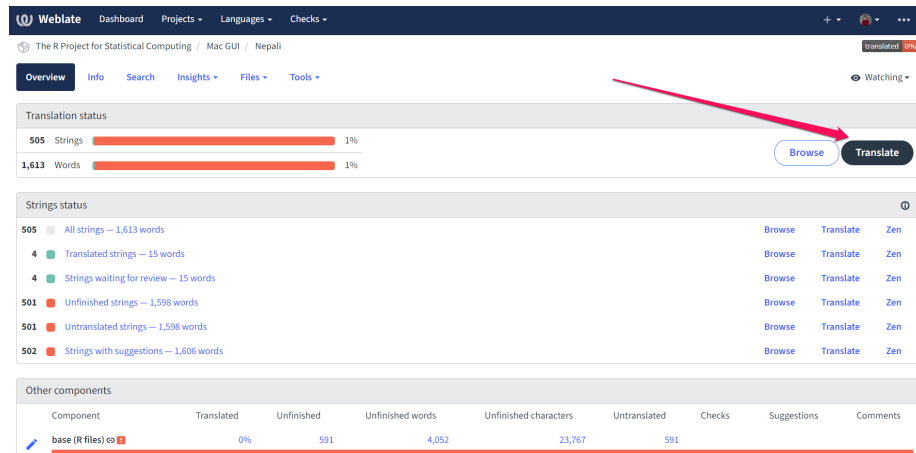 Weblate Dashboard Projects Languages Checks
The R Project for Statistical Computing / Mac GUI / Nepali translated 0%
Overview Info Search Insights Files Tools Watching
Translation status
505 Strings 1%
1,613 Words 1%
Browse Translate
Strings status
505 All strings — 1,613 words Browse Translate Zen
4 Translated strings — 15 words Browse Translate Zen
4 Strings waiting for review — 15 words Browse Translate Zen
501 Unfinished strings — 1,598 words Browse Translate Zen
501 Untranslated strings — 1,598 words Browse Translate Zen
502 Strings with suggestions — 1,606 words Browse Translate Zen
Other components
Component Translated Unfinished Unfinished words Unfinished characters Untranslated Checks Suggestions Comments
base (R files) 0% 591 4,052 23,767 591